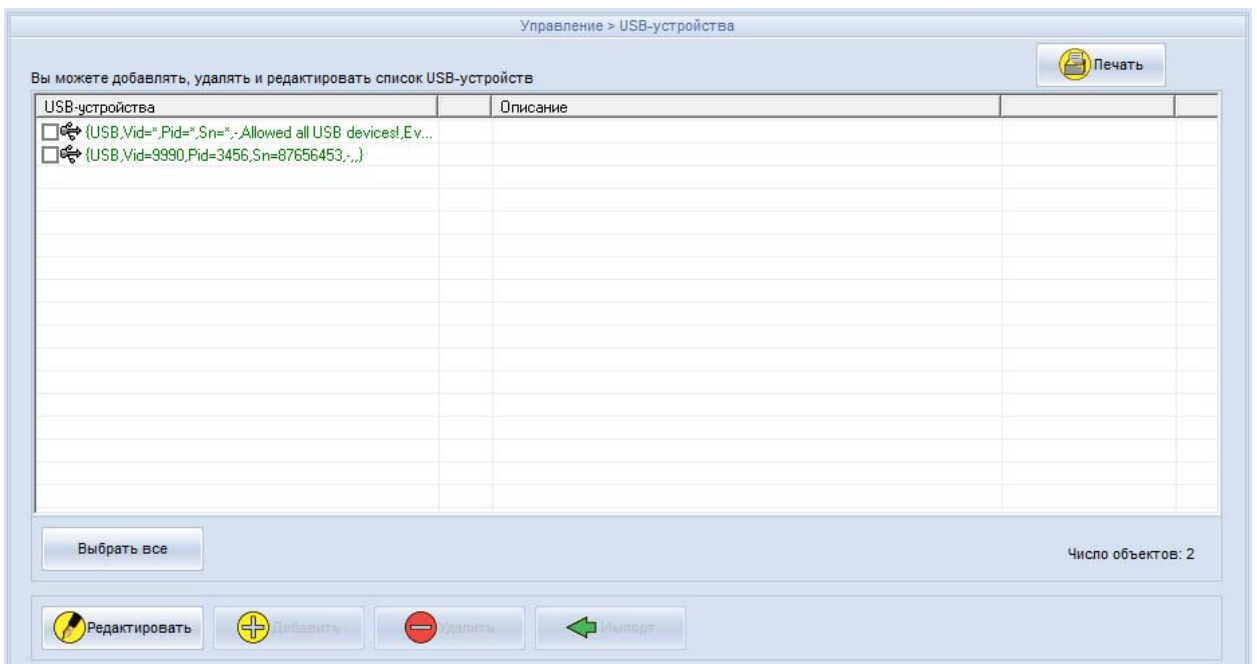 Управление > USB-устройства
Печать
Вы можете добавлять, удалять и редактировать список USB-устройств
USB-устройства Описание
{USB,Vid=*,Pid=*,Sn=*,-,Allowed all USB devices!,Ev...
{USB,Vid=9990,Pid=3456,Sn=87656453,-,,}
Выбрать все
Число объектов: 2
Редактировать Добавить Удалить Импорт